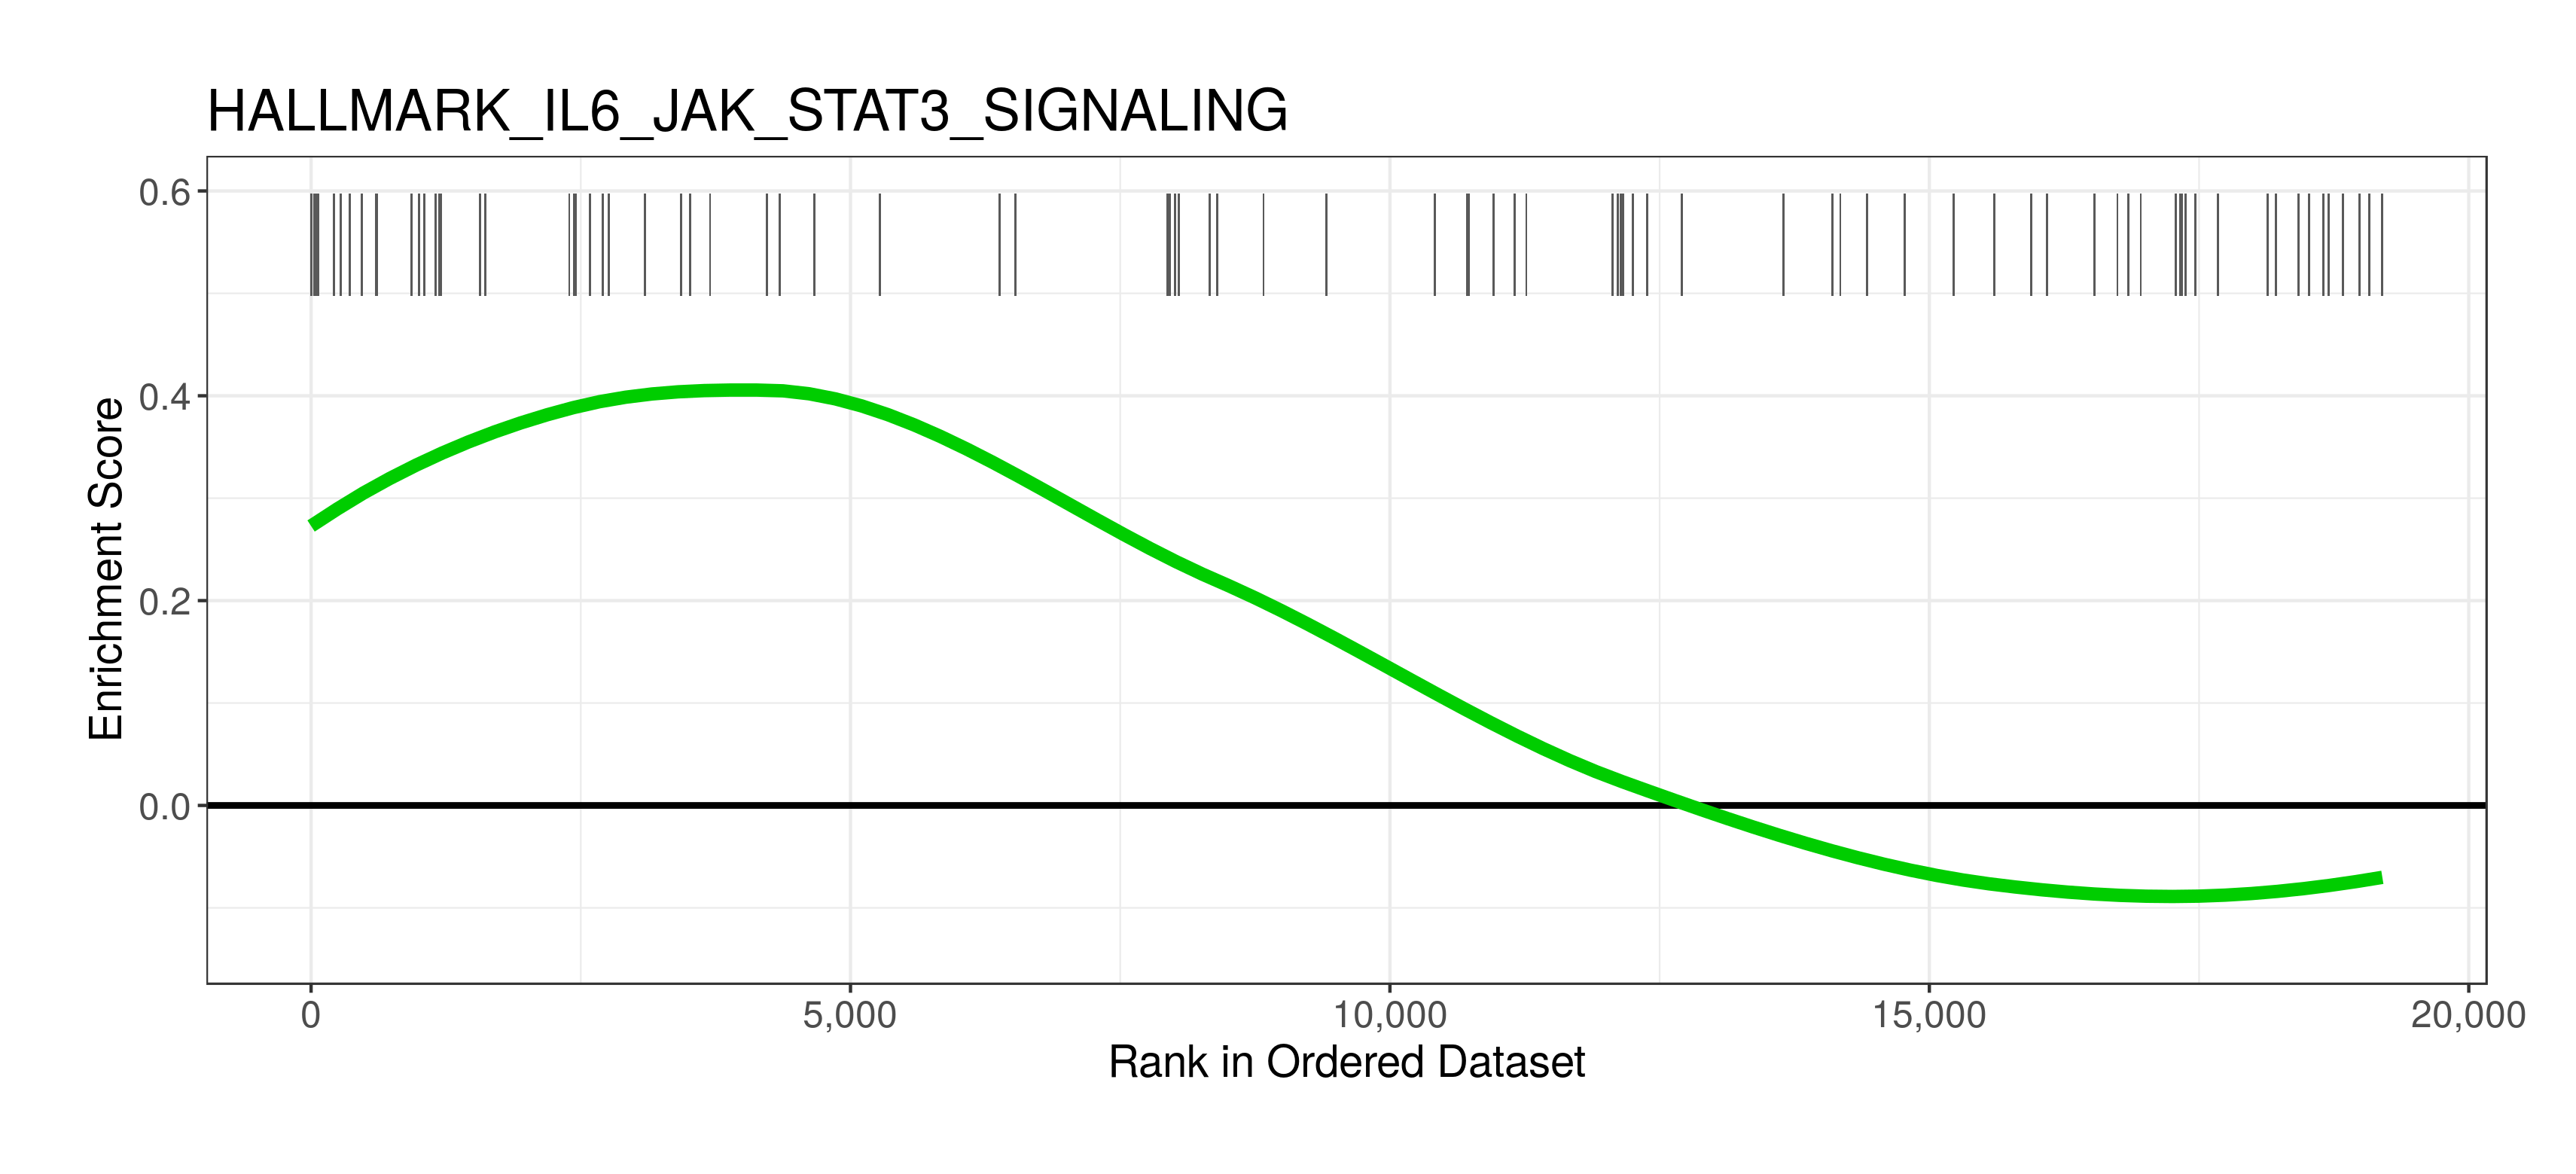 HALLMARK_IL6_JAK_STAT3_SIGNALING
0.6
0.4
0.2
0.0
Enrichment Score
0 5,000 10,000 15,000 20,000
Rank in Ordered Dataset